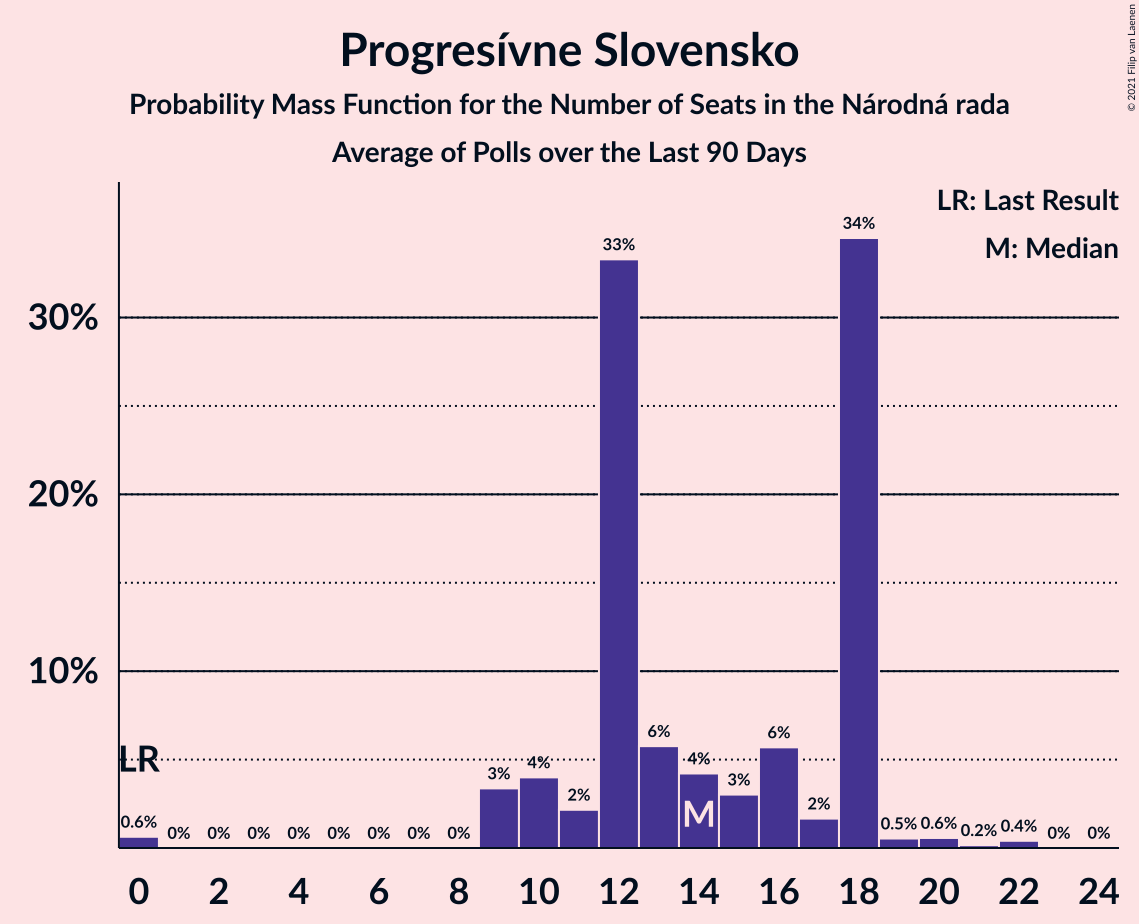 Progresívne Slovensko
Probability Mass Function for the Number of Seats in the Národná rada
Average of Polls over the Last 90 Days
© 2021 Filip van Laenen
LR: Last Result
M: Median
30%
20%
10%
LR
M
0.6% 0% 0% 0% 0% 0% 0% 0% 0% 3% 4% 2% 33% 6% 4% 3% 6% 2% 34% 0.5% 0.6% 0.2% 0.4% 0% 0%
0 2 4 6 8 10 12 14 16 18 20 22 24